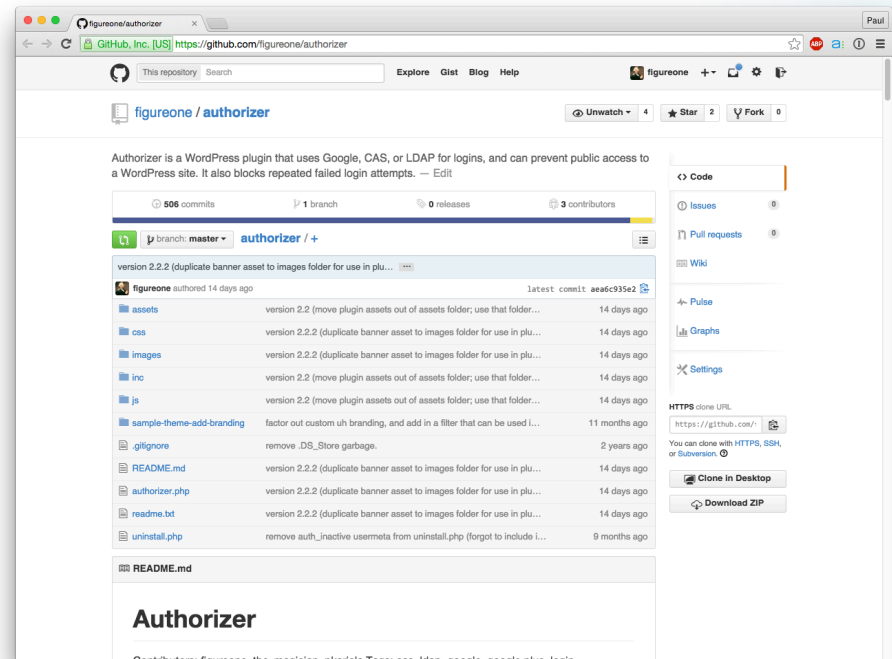 figureone/authorizer
Paul
GitHub, Inc. [US] https://github.com/figureone/authorizer
ABP
This repository Search Explore Gist Blog Help figureone
figureone / authorizer Unwatch 4 Star 2 Fork 0
Authorizer is a WordPress plugin that uses Google, CAS, or LDAP for logins, and can prevent public access to
a WordPress site. It also blocks repeated failed login attempts. — Edit
506 commits 1 branch 0 releases 3 contributors
branch: master authorizer / +
version 2.2.2 (duplicate banner asset to images folder for use in plu…
figureone authored 14 days ago latest commit aea6c935e2
assets version 2.2 (move plugin assets out of assets folder; use that folder… 14 days ago
css version 2.2.2 (duplicate banner asset to images folder for use in plu… 14 days ago
images version 2.2.2 (duplicate banner asset to images folder for use in plu… 14 days ago
inc version 2.2 (move plugin assets out of assets folder; use that folder… 14 days ago
js version 2.2 (move plugin assets out of assets folder; use that folder… 14 days ago
sample-theme-add-branding factor out custom uh branding, and add in a filter that can be used i… 11 months ago
.gitignore remove .DS_Store garbage. 2 years ago
README.md version 2.2.2 (duplicate banner asset to images folder for use in plu… 14 days ago
authorizer.php version 2.2.2 (duplicate banner asset to images folder for use in plu… 14 days ago
readme.txt version 2.2.2 (duplicate banner asset to images folder for use in plu… 14 days ago
uninstall.php remove auth_inactive usermeta from uninstall.php (forgot to include i… 9 months ago
README.md
Authorizer
Code
Issues 0
Pull requests 0
Wiki
Pulse
Graphs
Settings
HTTPS clone URL
https://github.com/
You can clone with HTTPS, SSH,
or Subversion.
Clone in Desktop
Download ZIP